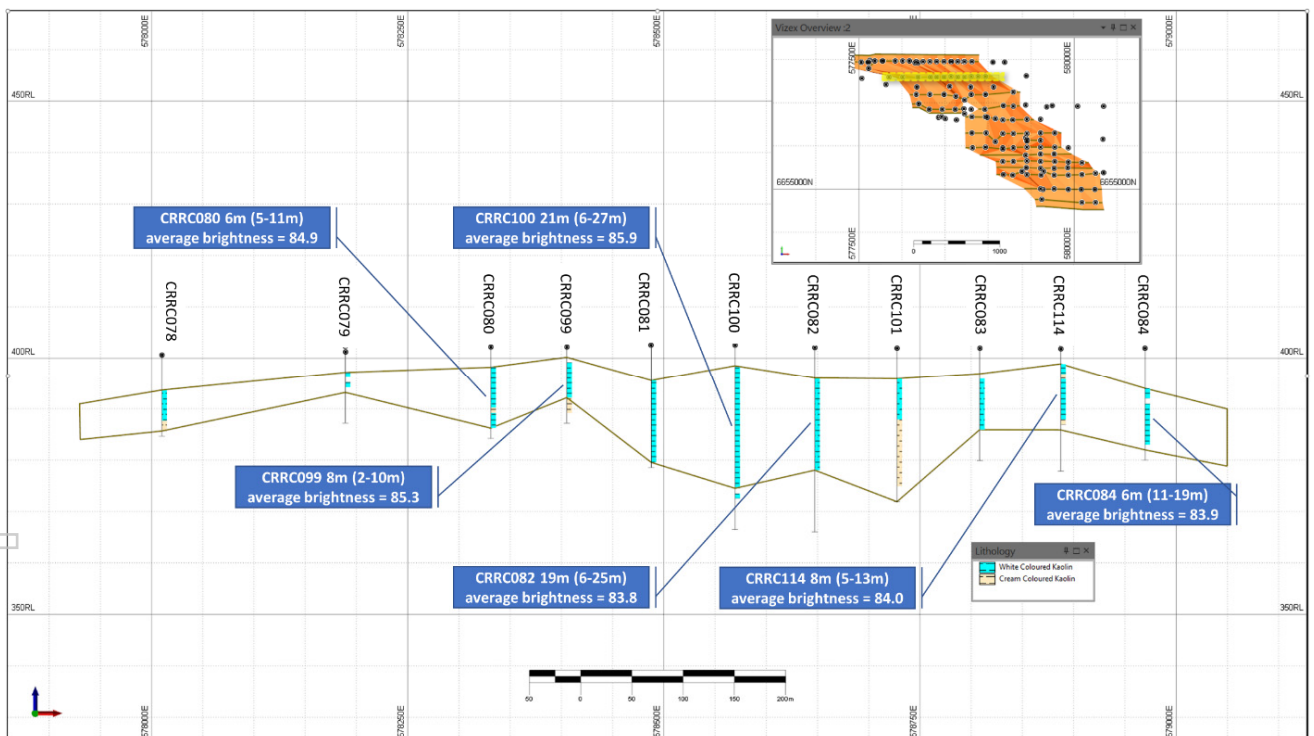 578000E
578250E
578500E
Vizex Overview :2
577500E
580000E
579000E
450RL
450RL
6655000N
6655000N
577500E
580000E
0
1000
CRRC080 6m (5-11m)
average brightness = 84.9
CRRC100 21m (6-27m)
average brightness = 85.9
CRRC078
CRRC079
CRRC080
CRRC099
CRRC081
CRRC100
CRRC082
CRRC101
CRRC083
CRRC114
CRRC084
400RL
400RL
CRRC099 8m (2-10m)
average brightness = 85.3
CRRC084 6m (11-19m)
average brightness = 83.9
CRRC082 19m (6-25m)
average brightness = 83.8
CRRC114 8m (5-13m)
average brightness = 84.0
Lithology
White Coloured Kaolin
Cream Coloured Kaolin
350RL
350RL
50
0
50
100
150
200m
578000E
578250E
578500E
578750E
579000E